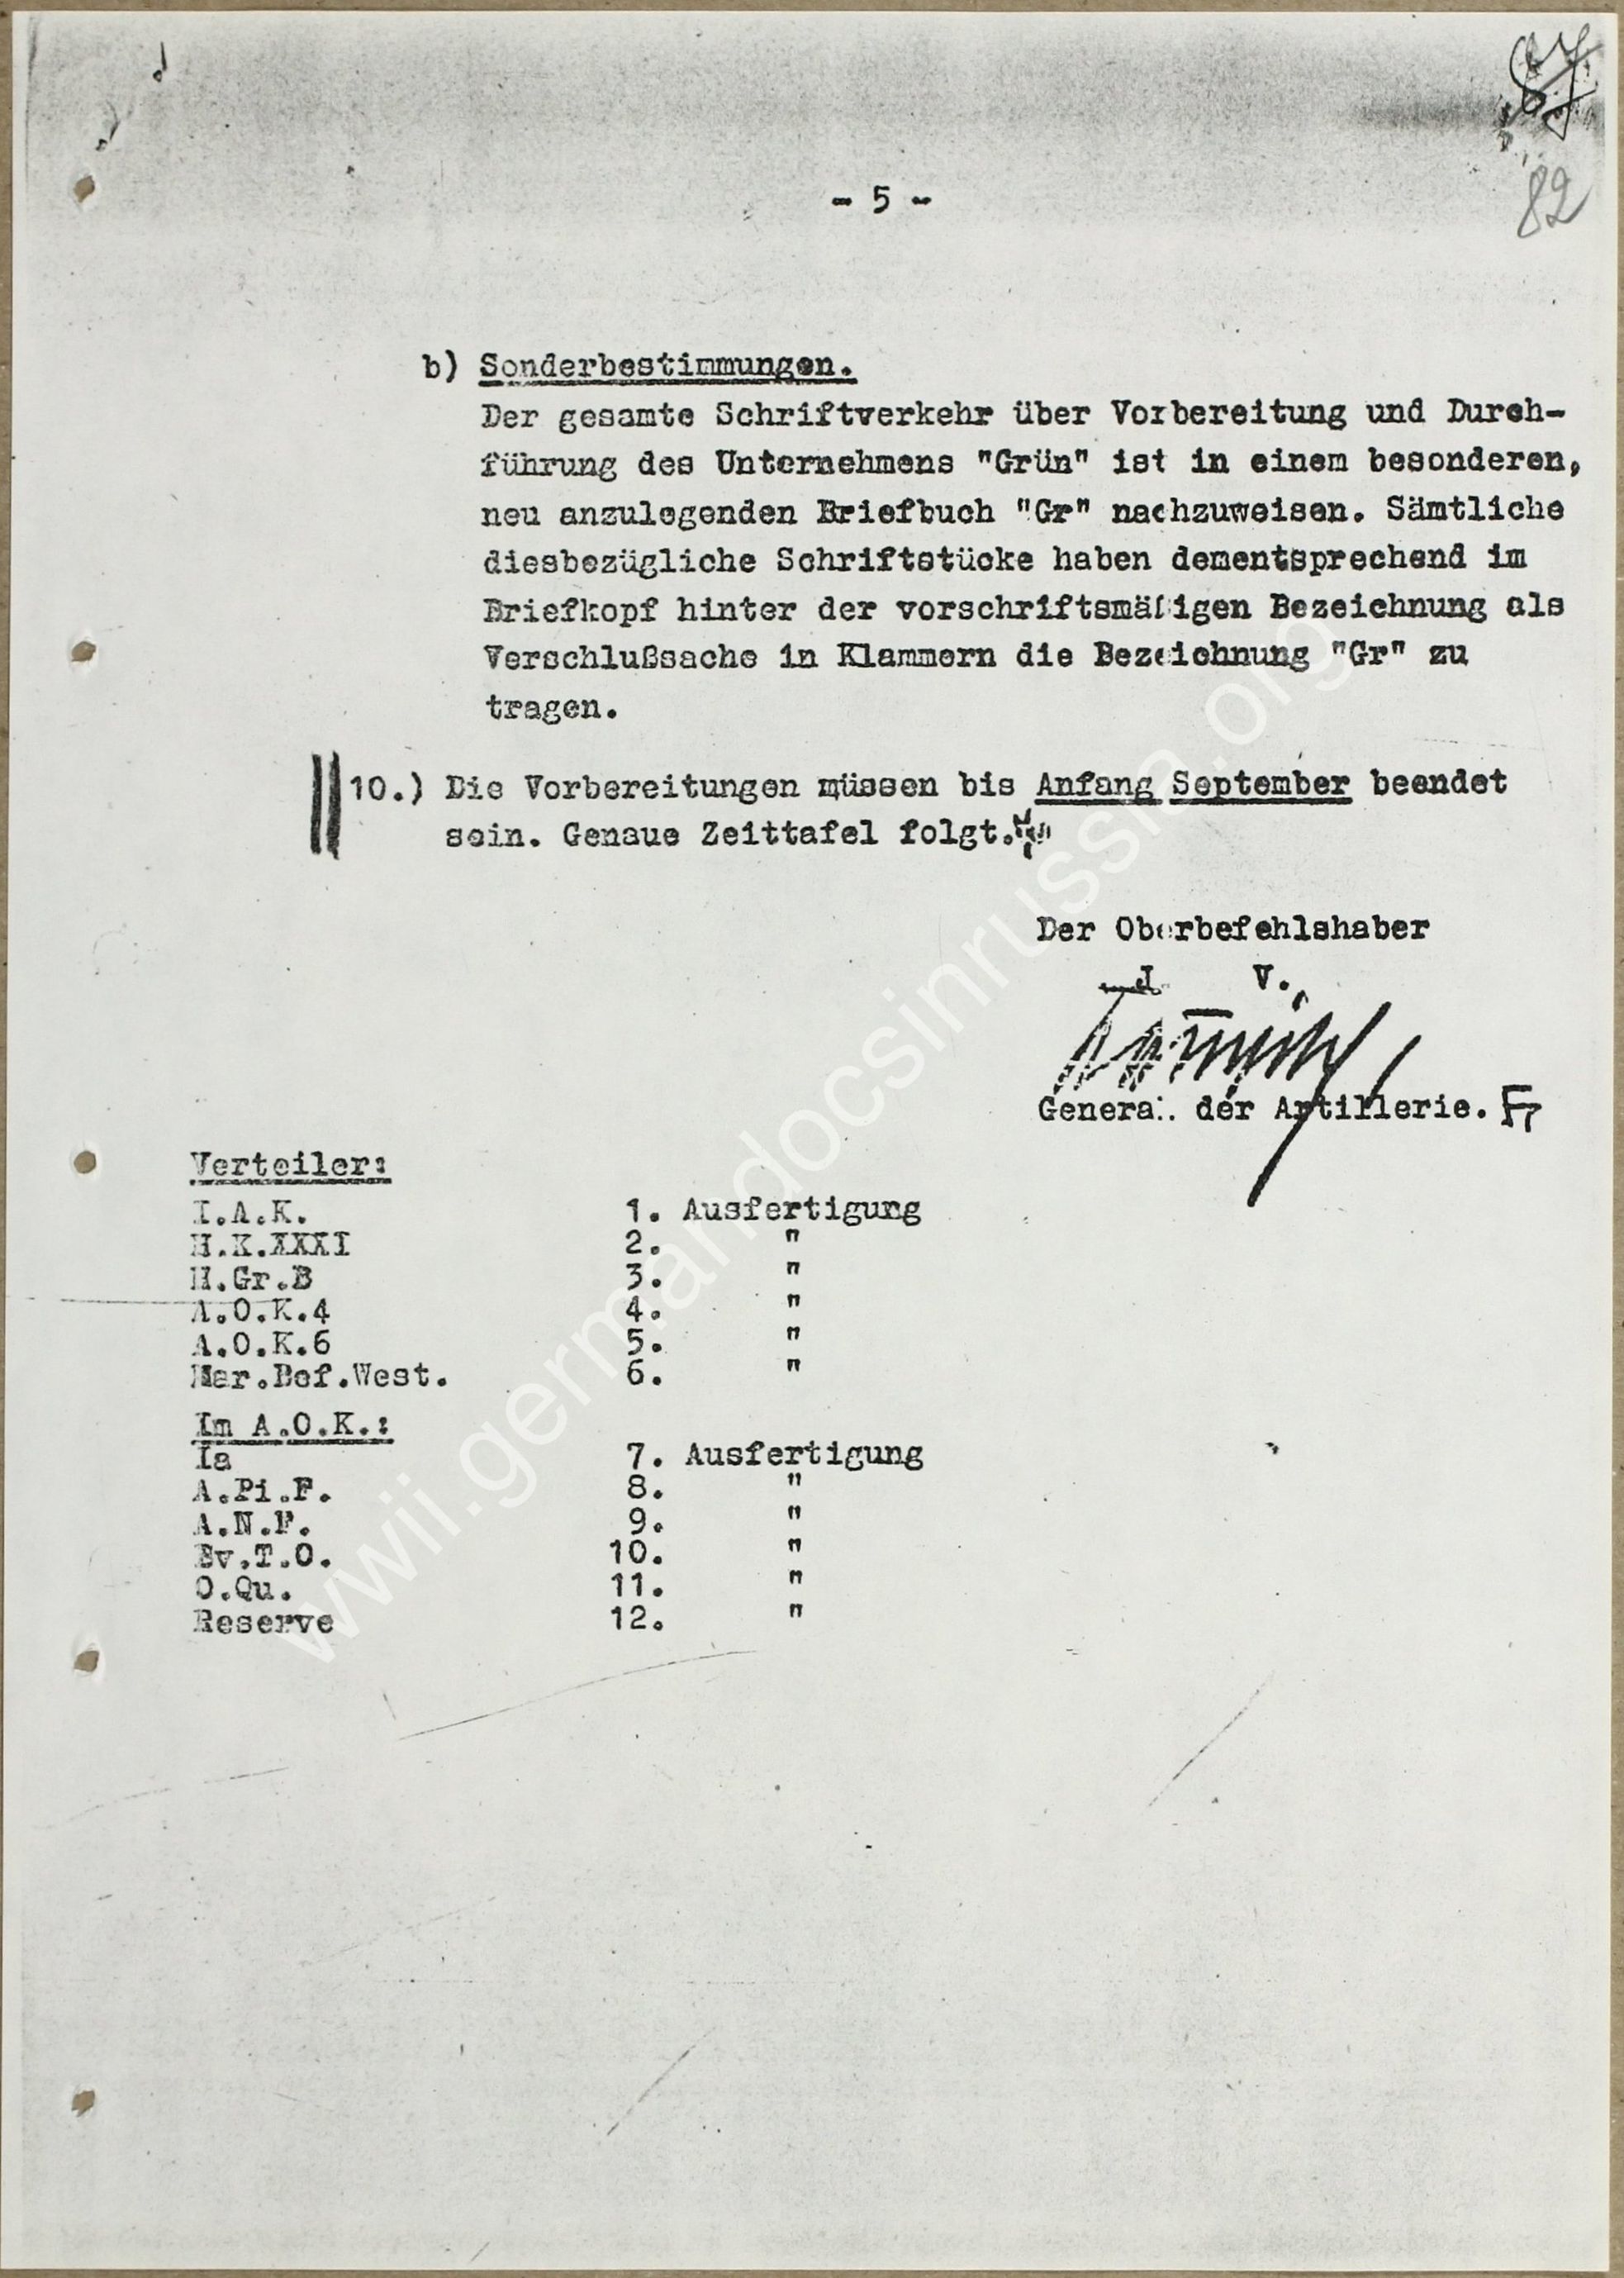 82
- 5 -
b) Sonderbestimmungen.
Der gesamte Schriftverkehr über Vorbereitung und Durch-
führung des Unternehmens "Grün" ist in einem besonderen,
neu anzulegenden Briefbuch "Gr" nachzuweisen. Sämtliche
diesbezügliche Schriftstücke haben dementsprechend im
Briefkopf hinter der vorschriftsmäßigen Bezeichnung als
Verschlußsache in Klammern die Bezeichnung "Gr" zu
tragen.
10.) Die Vorbereitungen müssen bis Anfang September beendet
sein. Genaue Zeittafel folgt.
Der Oberbefehlshaber
J. V.
General der Artillerie.
Verteiler:
I.A.K. 1. Ausfertigung
H.K.XXXI 2. "
H.Gr.B 3. "
A.O.K.4 4. "
A.O.K.6 5. "
Mar.Bef.West. 6. "
Im A.O.K.:
Ia 7. Ausfertigung
A.Pi.F. 8. "
A.N.F. 9. "
Bv.T.O. 10. "
O.Qu. 11. "
Reserve 12. "
wwii.germandocsinrussia.org